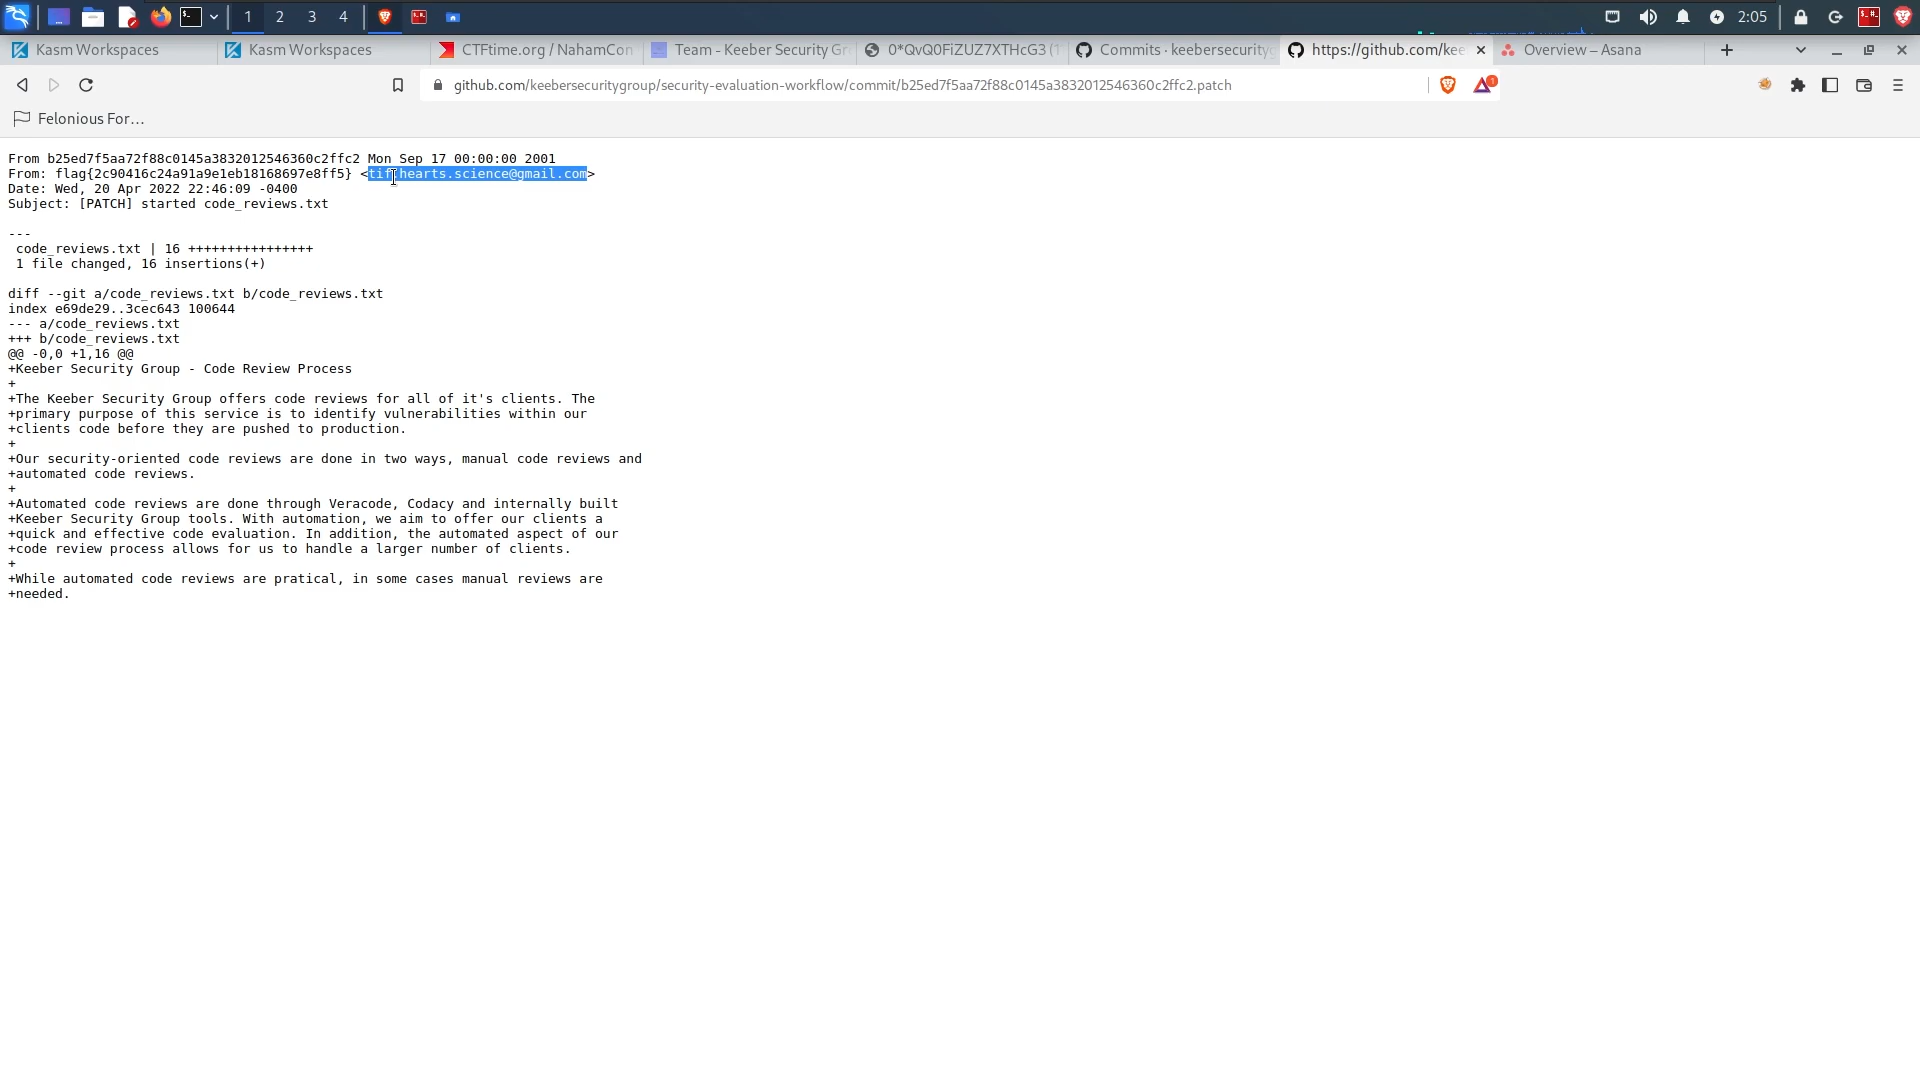 1 2 3 4 2:05
Kasm Workspaces Kasm Workspaces CTFtime.org / NahamCon Team - Keeber Security Gr 0*QvQ0FiZUZ7XTHcG3 (1 Commits · keebersecurityg https://github.com/kee Overview – Asana
github.com/keebersecuritygroup/security-evaluation-workflow/commit/b25ed7f5aa72f88c0145a3832012546360c2ffc2.patch
Felonious For...
From b25ed7f5aa72f88c0145a3832012546360c2ffc2 Mon Sep 17 00:00:00 2001
From: flag{2c90416c24a91a9e1eb18168697e8ff5} <tif.hearts.science@gmail.com>
Date: Wed, 20 Apr 2022 22:46:09 -0400
Subject: [PATCH] started code_reviews.txt
---
code_reviews.txt | 16 ++++++++++++++++
1 file changed, 16 insertions(+)
diff --git a/code_reviews.txt b/code_reviews.txt
index e69de29..3cec643 100644
--- a/code_reviews.txt
+++ b/code_reviews.txt
@@ -0,0 +1,16 @@
+Keeber Security Group - Code Review Process
+
+The Keeber Security Group offers code reviews for all of it's clients. The
+primary purpose of this service is to identify vulnerabilities within our
+clients code before they are pushed to production.
+
+Our security-oriented code reviews are done in two ways, manual code reviews and
+automated code reviews.
+
+Automated code reviews are done through Veracode, Codacy and internally built
+Keeber Security Group tools. With automation, we aim to offer our clients a
+quick and effective code evaluation. In addition, the automated aspect of our
+code review process allows for us to handle a larger number of clients.
+
+While automated code reviews are pratical, in some cases manual reviews are
+needed.